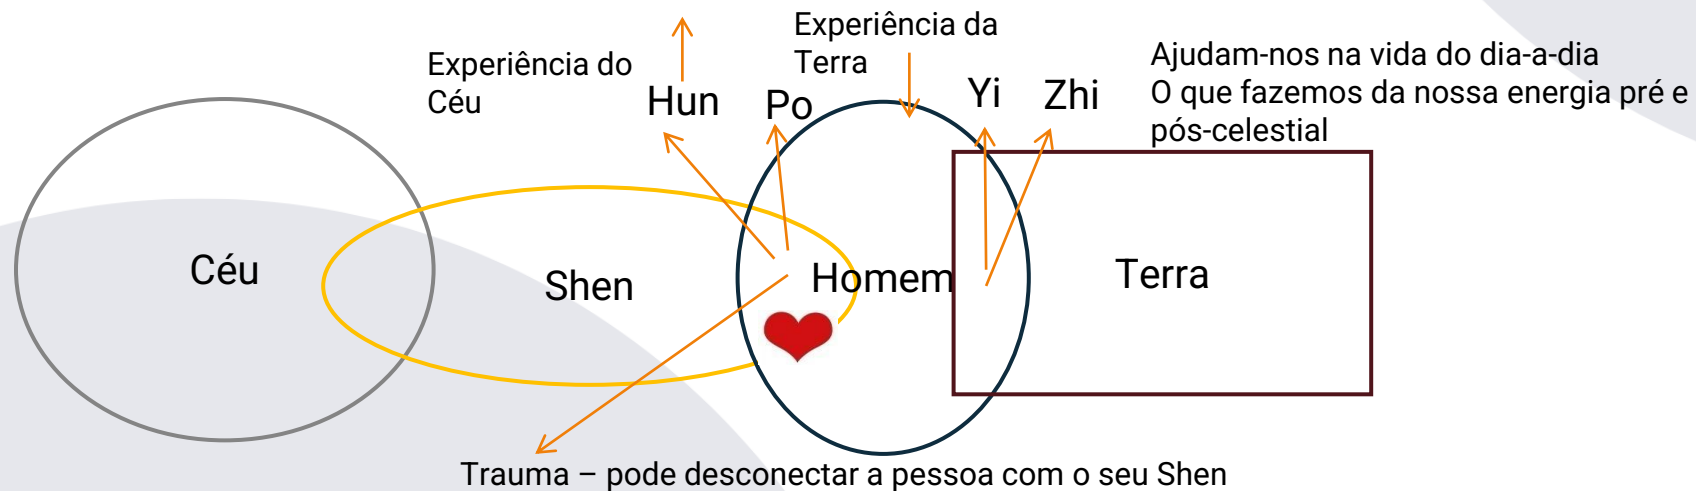 Experiência do
Céu
Hun
Po
Experiência da
Terra
Yi
Zhi
Ajudam-nos na vida do dia-a-dia
O que fazemos da nossa energia pré e
pós-celestial
Céu
Shen
Homem
Terra
Trauma – pode desconectar a pessoa com o seu Shen